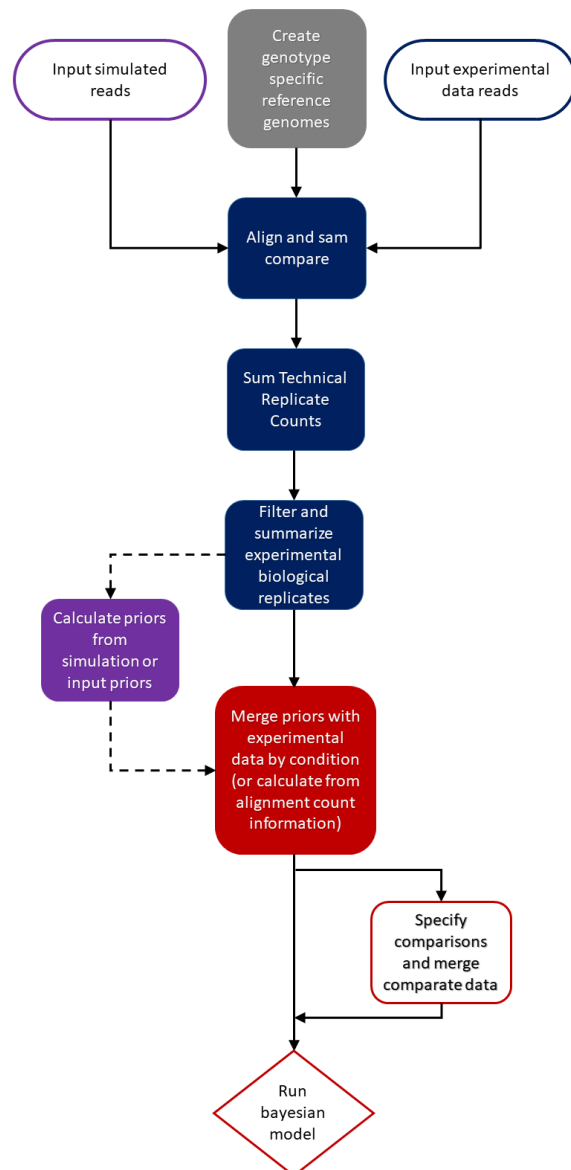 Create
genotype
specific
reference
genomes
Input simulated
reads
Input experimental
data reads
Align and sam
compare
Sum Technical
Replicate
Counts
Filter and
summarize
experimental
biological
replicates
Calculate priors
from
simulation or
input priors
Merge priors with
experimental
data by condition
(or calculate from
alignment count
information)
Specify
comparisons
and merge
comparate data
Run
bayesian
model